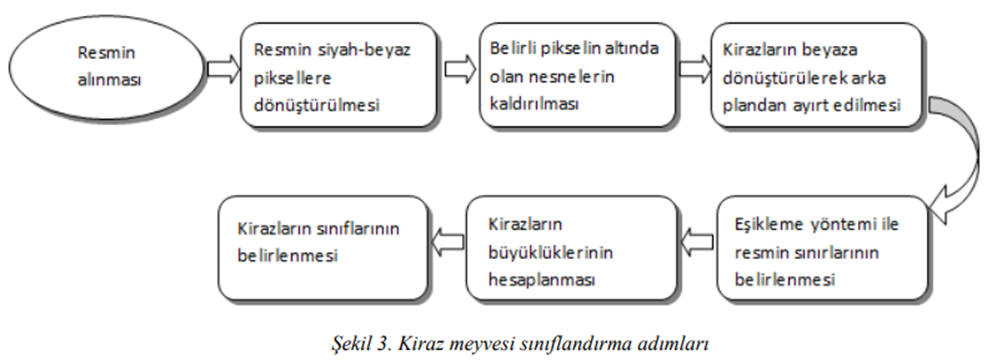 Resmin
alınması
Resmin siyah-beyaz
piksellere
dönüştürülmesi
Belirli pikselin altında
olan nesnelerin
kaldırılması
Kirazların beyaza
dönüştürülerek arka
plandan ayırt edilmesi
Eşikleme yöntemi ile
resmin sınırlarının
belirlenmesi
Kirazların
büyüklüklerinin
hesaplanması
Kirazların sınıflarının
belirlenmesi
Şekil 3. Kiraz meyvesi sınıflandırma adımları